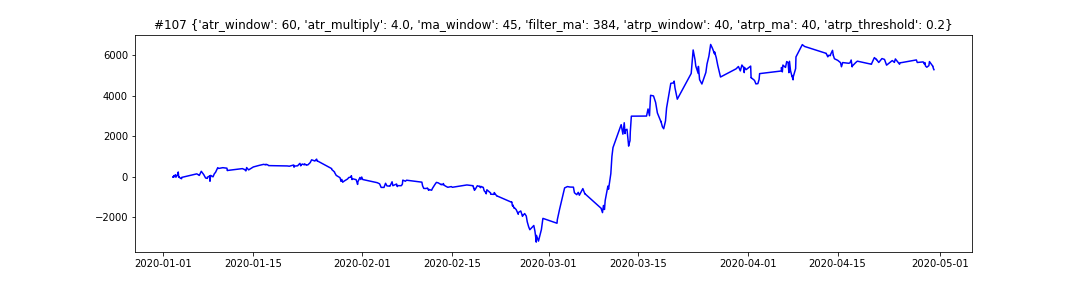 #107 {'atr_window': 60, 'atr_multiply': 4.0, 'ma_window': 45, 'filter_ma': 384, 'atrp_window': 40, 'atrp_ma': 40, 'atrp_threshold': 0.2}
6000
4000
2000
0
−2000
2020-01-01 2020-01-15 2020-02-01 2020-02-15 2020-03-01 2020-03-15 2020-04-01 2020-04-15 2020-05-01